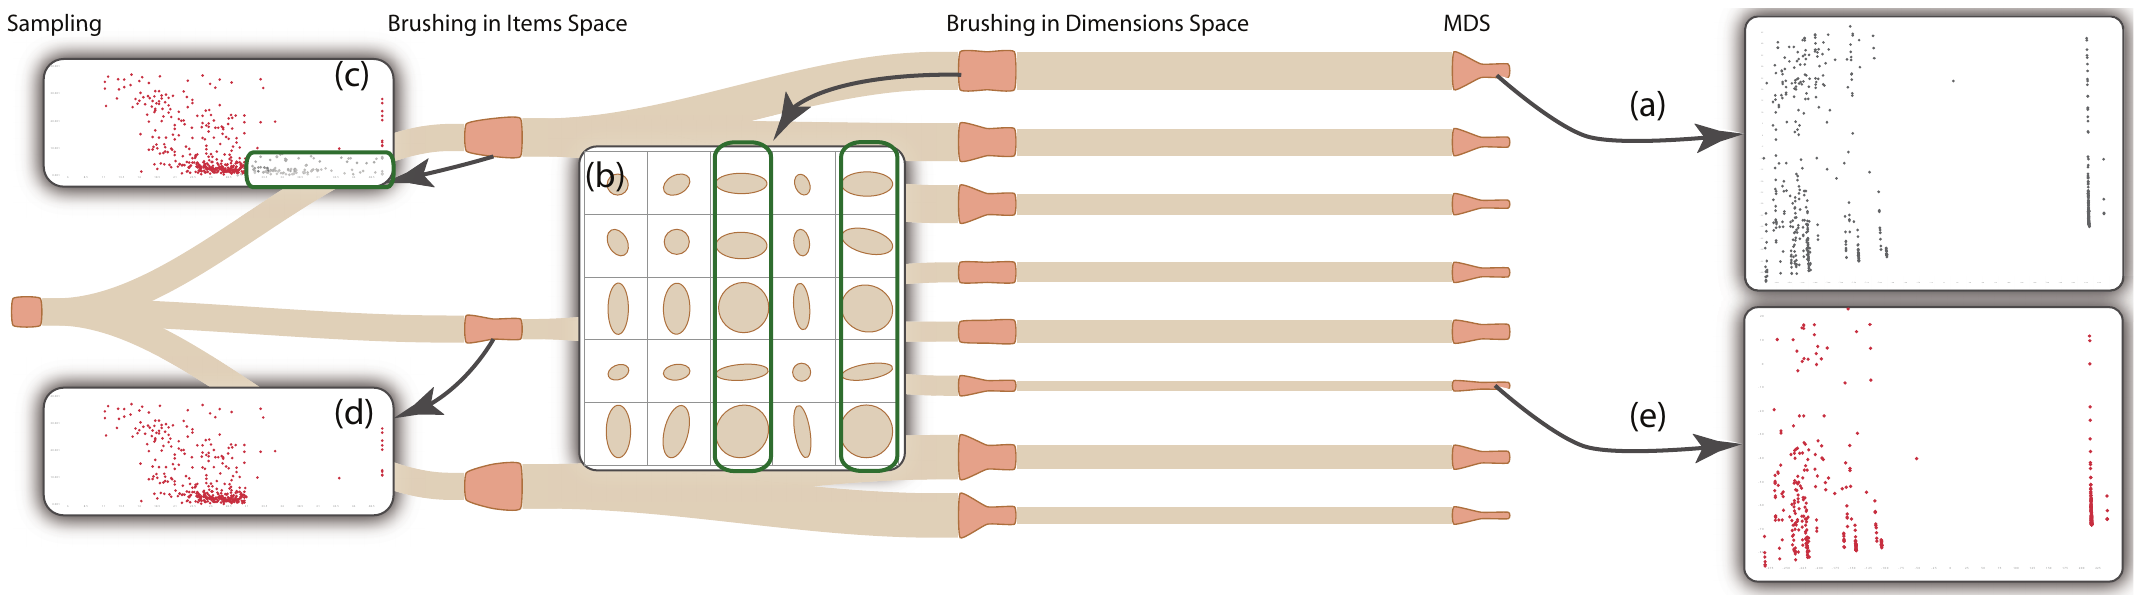 Sampling
Brushing in Items Space
Brushing in Dimensions Space
MDS
(c)
(a)
(b)
(d)
(e)